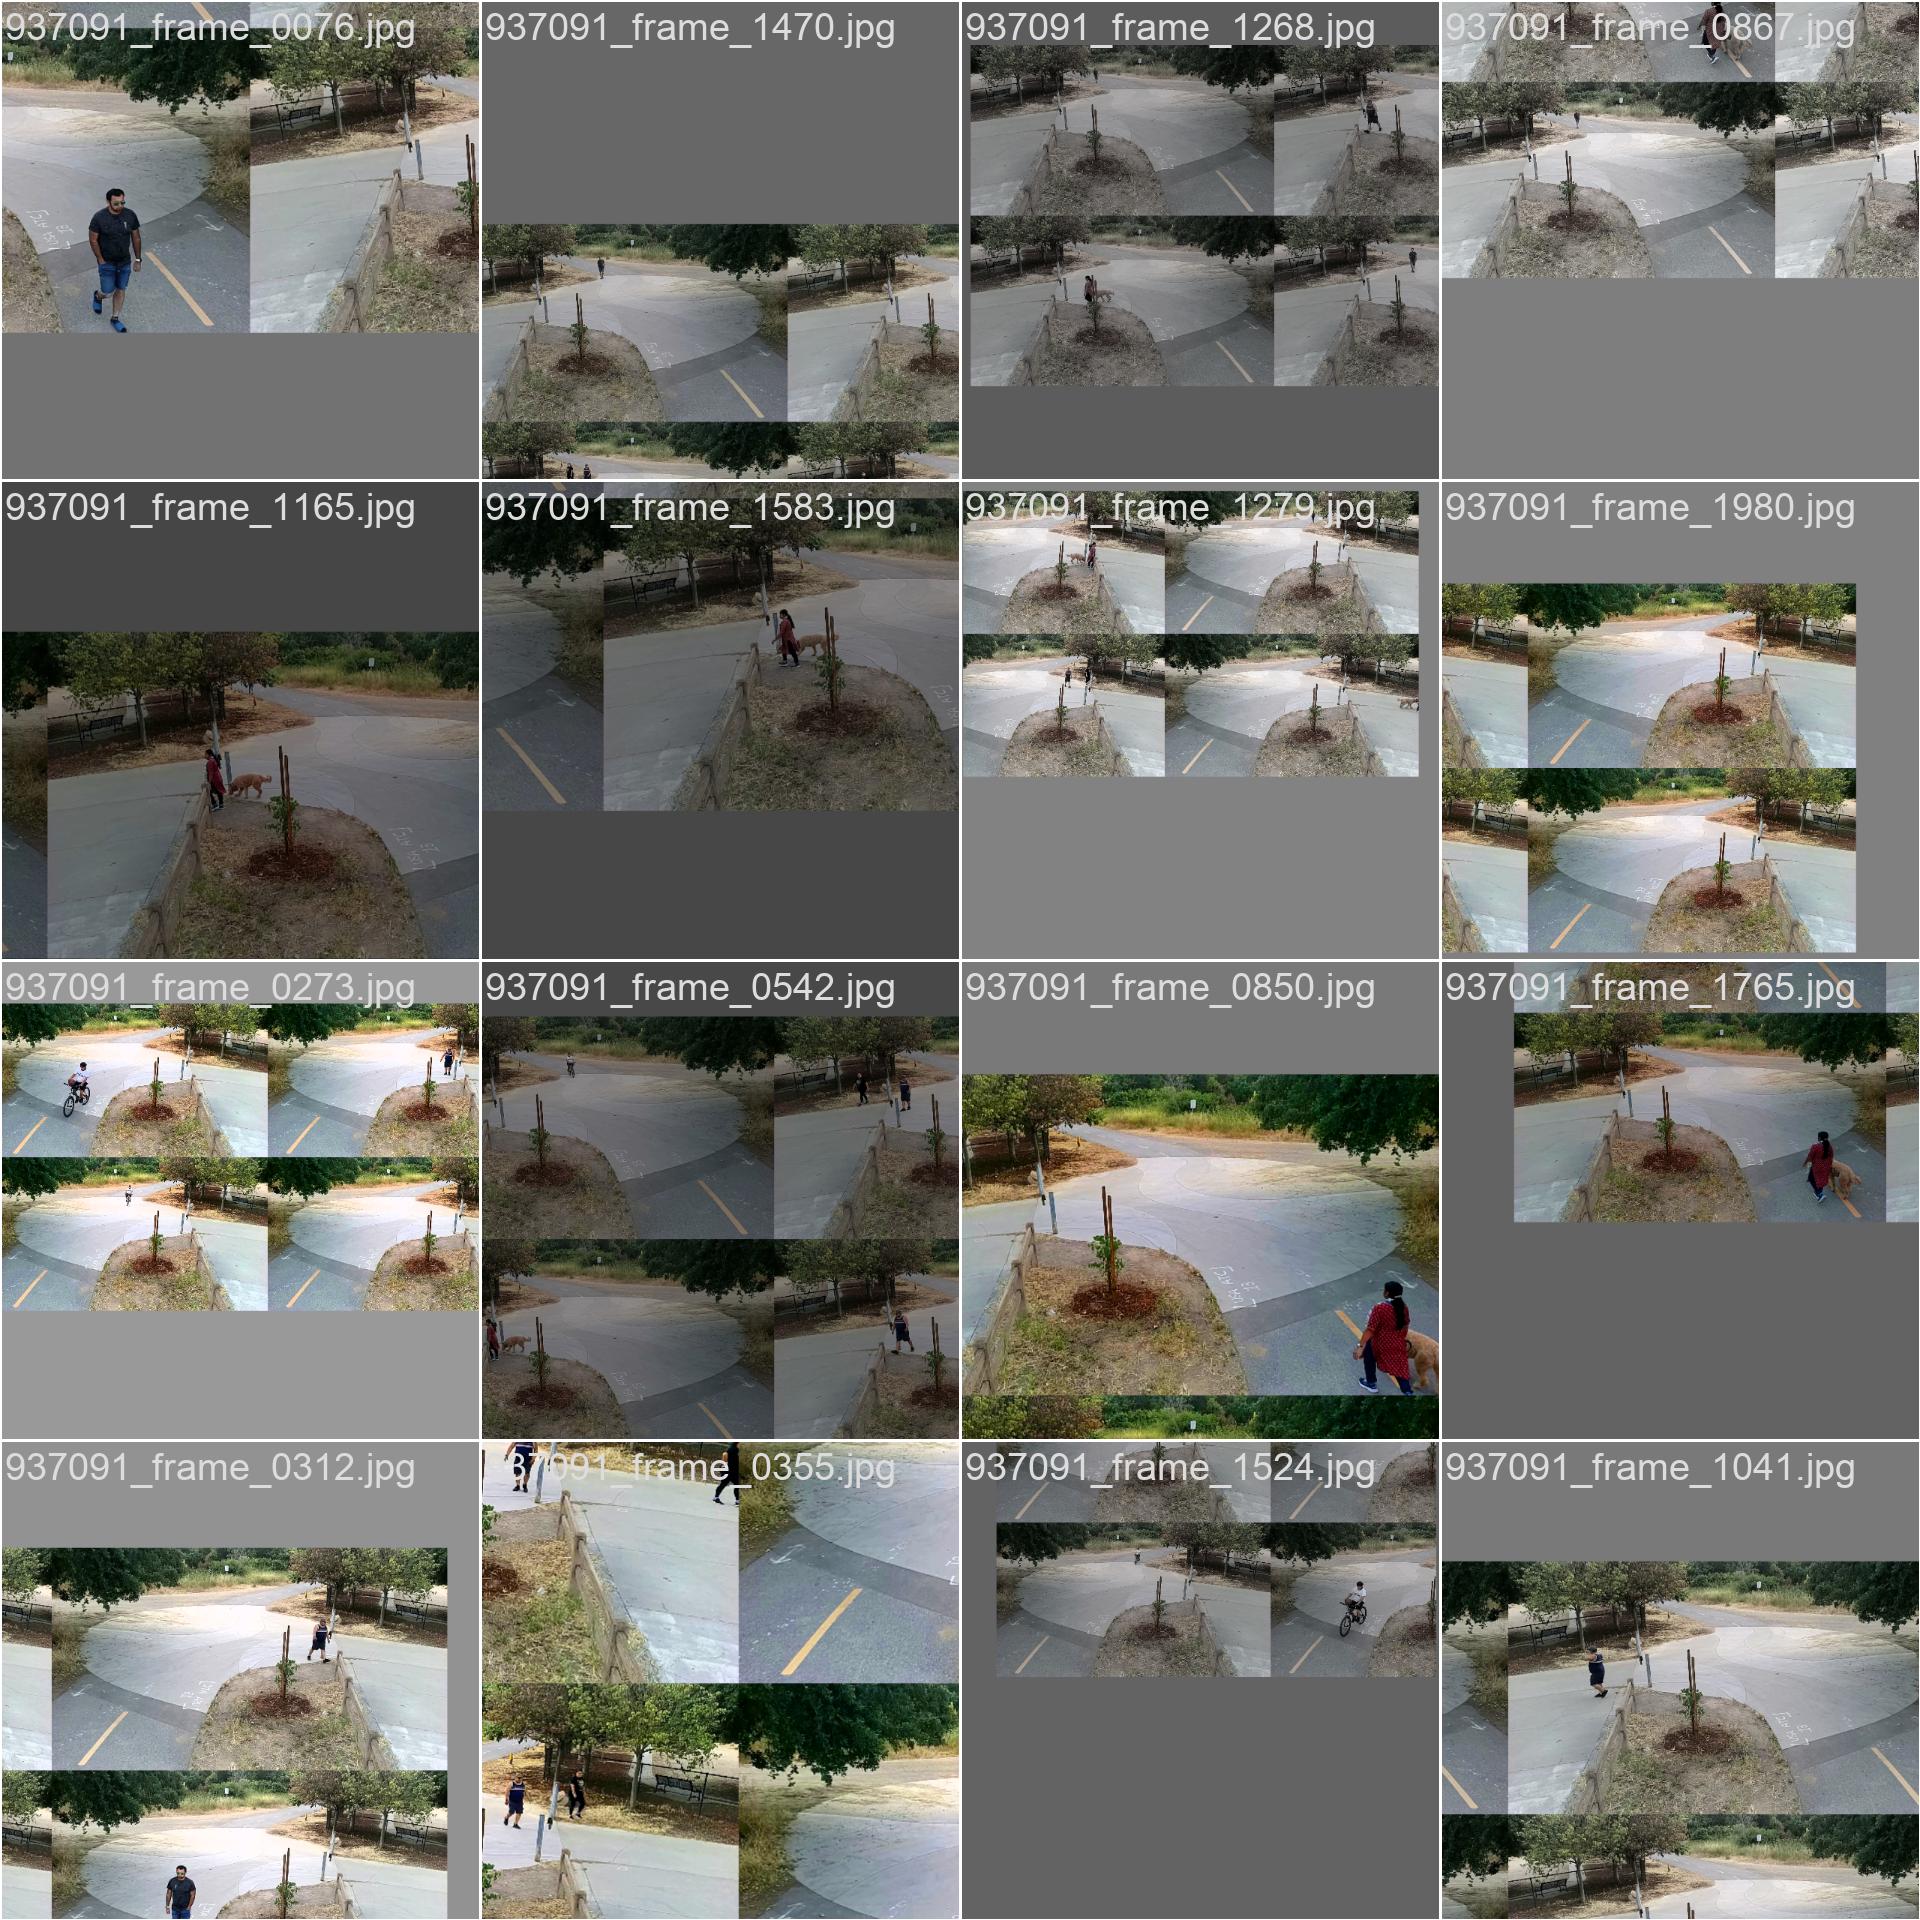 937091_frame_0076.jpg
937091_frame_1470.jpg
937091_frame_1268.jpg
937091_frame_0867.jpg
937091_frame_1165.jpg
937091_frame_1583.jpg
937091_frame_1279.jpg
937091_frame_1980.jpg
937091_frame_0273.jpg
937091_frame_0542.jpg
937091_frame_0850.jpg
937091_frame_1765.jpg
937091_frame_0312.jpg
937091_frame_0355.jpg
937091_frame_1524.jpg
937091_frame_1041.jpg